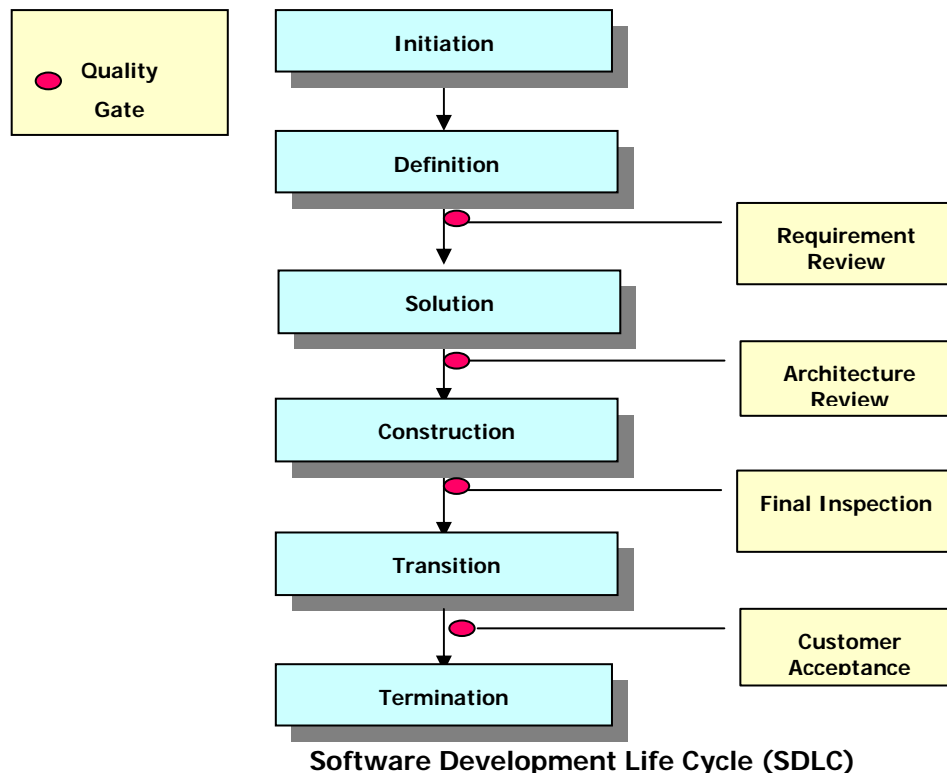 Quality
Gate
Initiation
Definition
Requirement
Review
Solution
Architecture
Review
Construction
Final Inspection
Transition
Customer
Acceptance
Termination
Software Development Life Cycle (SDLC)